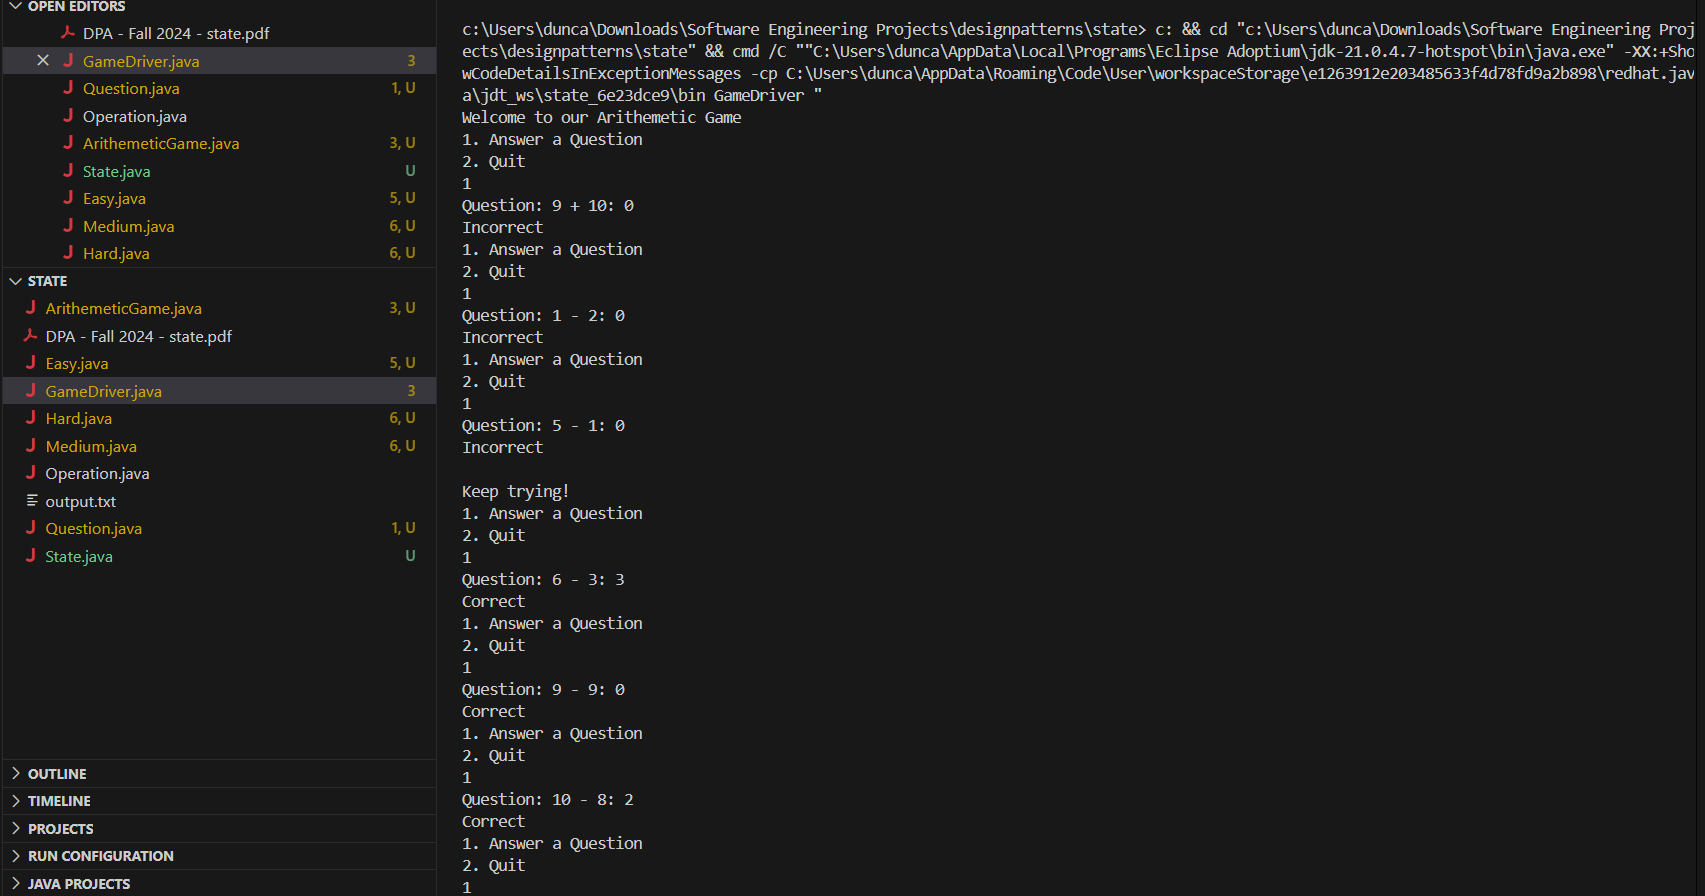 OPEN EDITORS
DPA - Fall 2024 - state.pdf
GameDriver.java 3
Question.java 1, U
Operation.java
ArithemeticGame.java 3, U
State.java U
Easy.java 5, U
Medium.java 6, U
Hard.java 6, U
STATE
ArithemeticGame.java 3, U
DPA - Fall 2024 - state.pdf
Easy.java 5, U
GameDriver.java 3
Hard.java 6, U
Medium.java 6, U
Operation.java
output.txt
Question.java 1, U
State.java U
OUTLINE
TIMELINE
PROJECTS
RUN CONFIGURATION
JAVA PROJECTS
c:\Users\dunca\Downloads\Software Engineering Projects\designpatterns\state> c: && cd "c:\Users\dunca\Downloads\Software Engineering Proj
ects\designpatterns\state" && cmd /C ""C:\Users\dunca\AppData\Local\Programs\Eclipse Adoptium\jdk-21.0.4.7-hotspot\bin\java.exe" -XX:+Sho
wCodeDetailsInExceptionMessages -cp C:\Users\dunca\AppData\Roaming\Code\User\workspaceStorage\e1263912e203485633f4d78fd9a2b898\redhat.jav
a\jdt_ws\state_6e23dce9\bin GameDriver "
Welcome to our Arithemetic Game
1. Answer a Question
2. Quit
1
Question: 9 + 10: 0
Incorrect
1. Answer a Question
2. Quit
1
Question: 1 - 2: 0
Incorrect
1. Answer a Question
2. Quit
1
Question: 5 - 1: 0
Incorrect
Keep trying!
1. Answer a Question
2. Quit
1
Question: 6 - 3: 3
Correct
1. Answer a Question
2. Quit
1
Question: 9 - 9: 0
Correct
1. Answer a Question
2. Quit
1
Question: 10 - 8: 2
Correct
1. Answer a Question
2. Quit
1